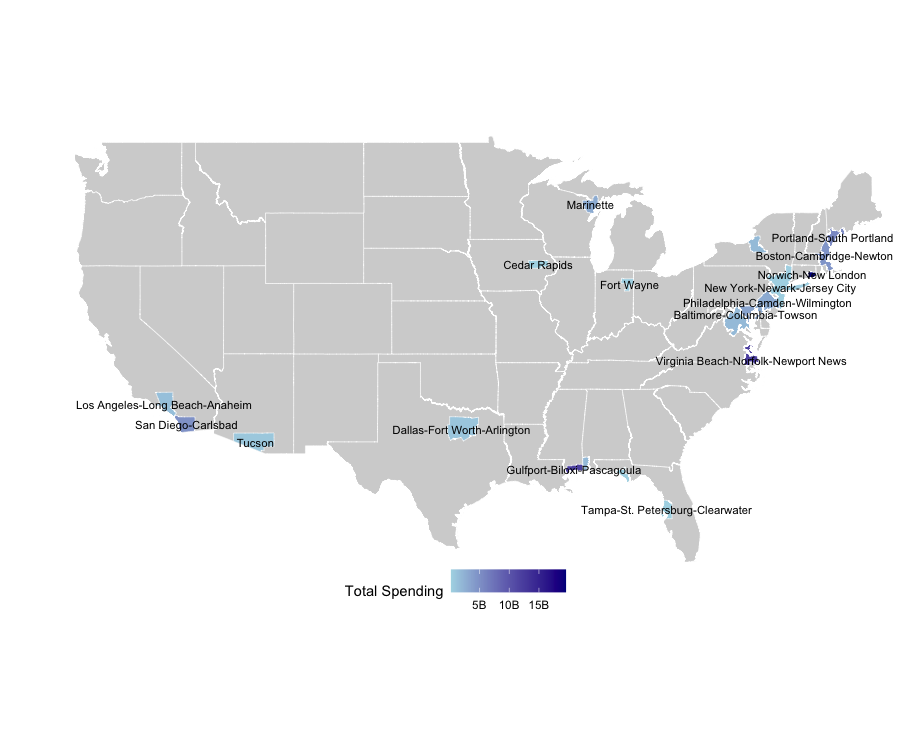 Marinette
Portland-South Portland
Boston-Cambridge-Newton
Cedar Rapids
Norwich-New London
Fort Wayne
New York-Newark-Jersey City
Philadelphia-Camden-Wilmington
Baltimore-Columbia-Towson
Virginia Beach-Norfolk-Newport News
Los Angeles-Long Beach-Anaheim
San Diego-Carlsbad
Dallas-Fort Worth-Arlington
Tucson
Gulfport-Biloxi-Pascagoula
Tampa-St. Petersburg-Clearwater
Total Spending
5B 10B 15B